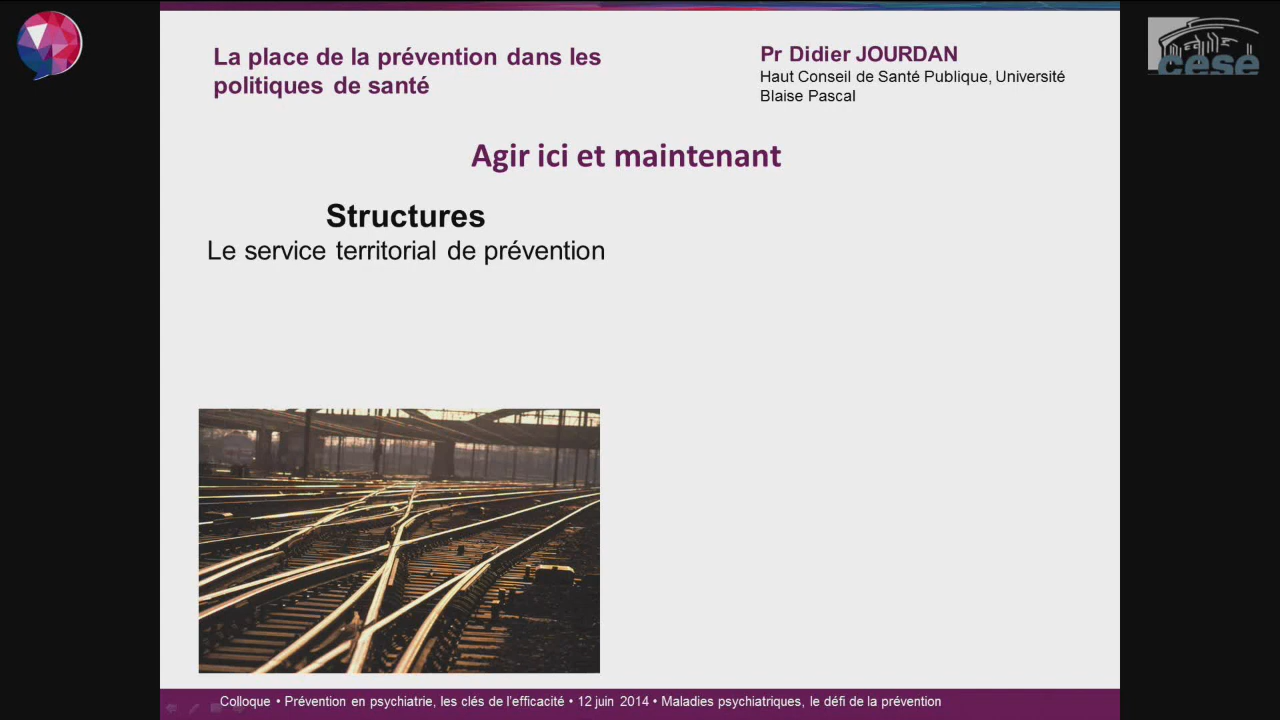 La place de la prévention dans les
politiques de santé
Pr Didier JOURDAN
Haut Conseil de Santé Publique, Université
Blaise Pascal
cese
Agir ici et maintenant
Structures
Le service territorial de prévention
Colloque • Prévention en psychiatrie, les clés de l'efficacité • 12 juin 2014 • Maladies psychiatriques, le défi de la prévention